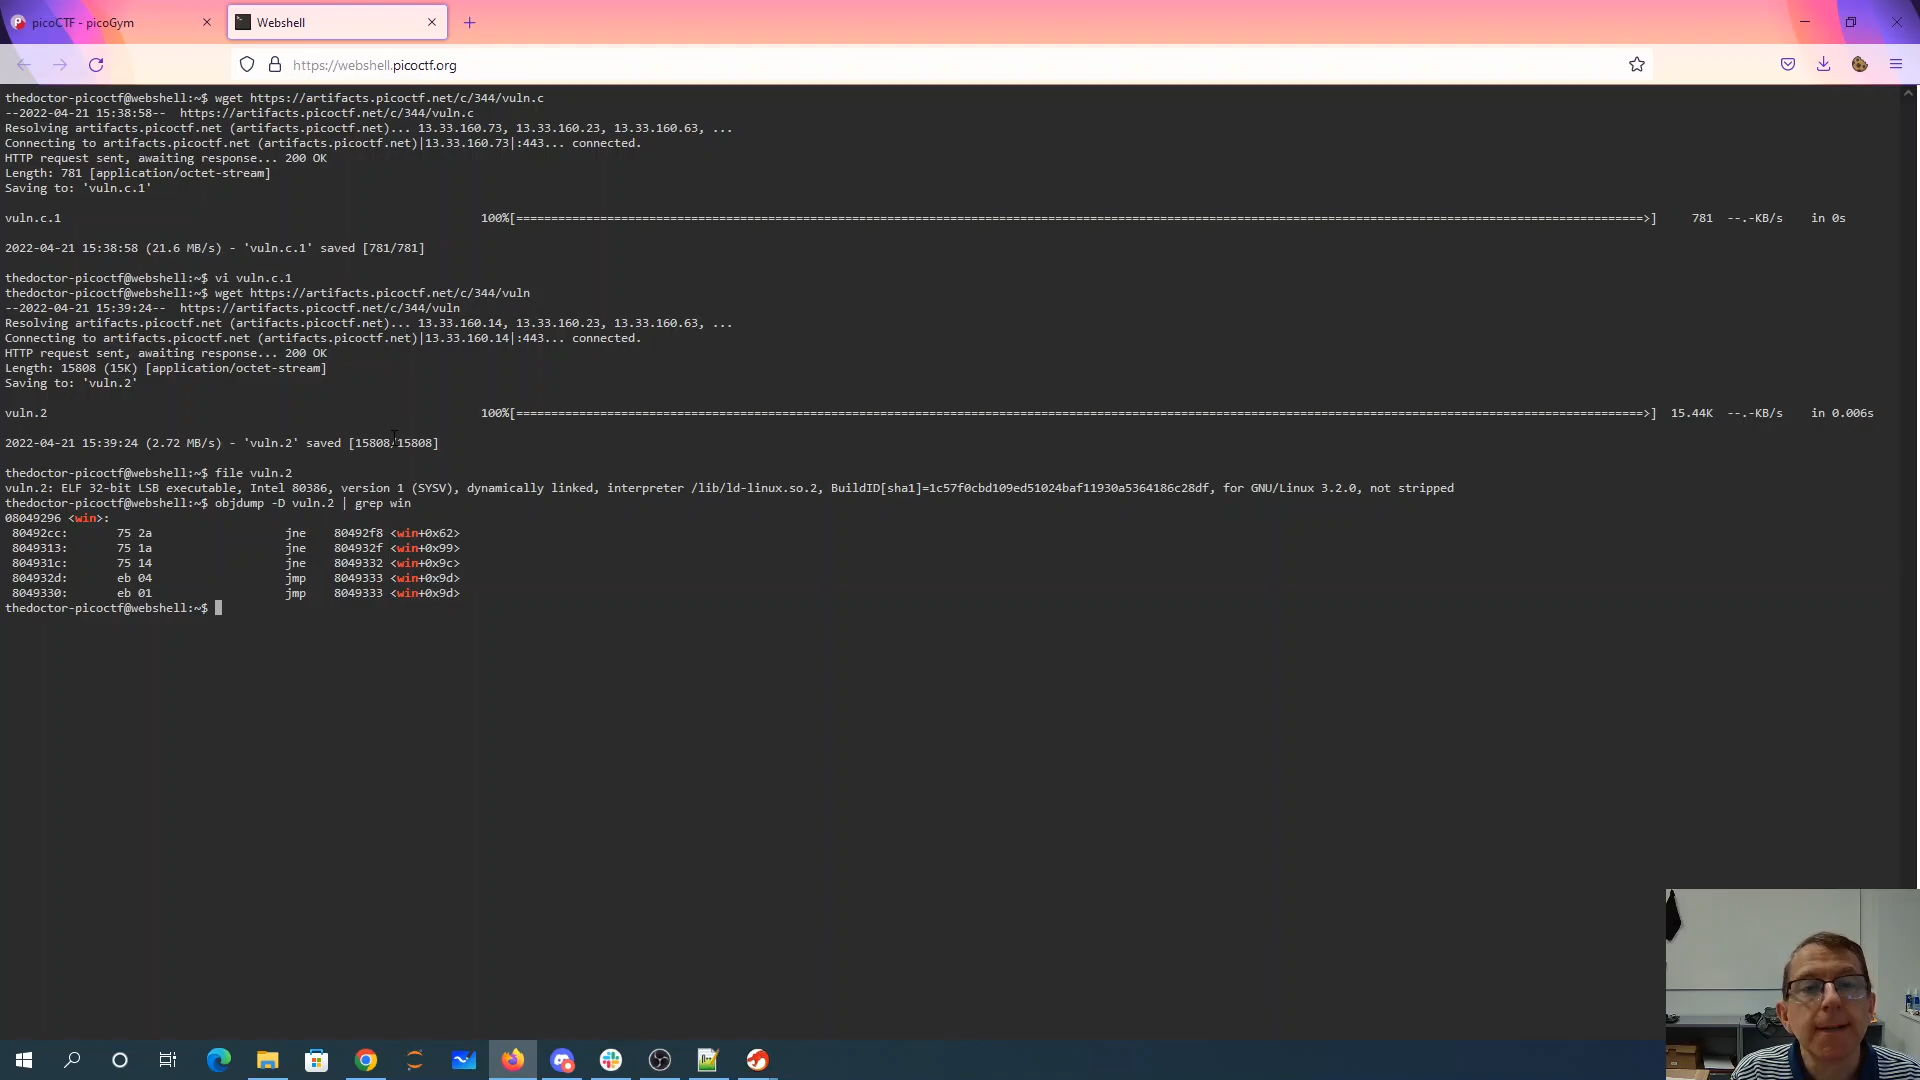 picoCTF - picoGym
Webshell
https://webshell.picoctf.org
thedoctor-picoctf@webshell:~$ wget https://artifacts.picoctf.net/c/344/vuln.c
--2022-04-21 15:38:58--  https://artifacts.picoctf.net/c/344/vuln.c
Resolving artifacts.picoctf.net (artifacts.picoctf.net)... 13.33.160.73, 13.33.160.23, 13.33.160.63, ...
Connecting to artifacts.picoctf.net (artifacts.picoctf.net)|13.33.160.73|:443... connected.
HTTP request sent, awaiting response... 200 OK
Length: 781 [application/octet-stream]
Saving to: 'vuln.c.1'
vuln.c.1 100%[=================================================>] 781 --.-KB/s in 0s
2022-04-21 15:38:58 (21.6 MB/s) - 'vuln.c.1' saved [781/781]
thedoctor-picoctf@webshell:~$ vi vuln.c.1
thedoctor-picoctf@webshell:~$ wget https://artifacts.picoctf.net/c/344/vuln
--2022-04-21 15:39:24--  https://artifacts.picoctf.net/c/344/vuln
Resolving artifacts.picoctf.net (artifacts.picoctf.net)... 13.33.160.14, 13.33.160.23, 13.33.160.63, ...
Connecting to artifacts.picoctf.net (artifacts.picoctf.net)|13.33.160.14|:443... connected.
HTTP request sent, awaiting response... 200 OK
Length: 15808 (15K) [application/octet-stream]
Saving to: 'vuln.2'
vuln.2 100%[=================================================>] 15.44K --.-KB/s in 0.006s
2022-04-21 15:39:24 (2.72 MB/s) - 'vuln.2' saved [15808/15808]
thedoctor-picoctf@webshell:~$ file vuln.2
vuln.2: ELF 32-bit LSB executable, Intel 80386, version 1 (SYSV), dynamically linked, interpreter /lib/ld-linux.so.2, BuildID[sha1]=1c57f0cbd109ed51024baf11930a5364186c28df, for GNU/Linux 3.2.0, not stripped
thedoctor-picoctf@webshell:~$ objdump -D vuln.2 | grep win
08049296 <win>:
80492cc: 75 2a jne 80492f8 <win+0x62>
8049313: 75 1a jne 804932f <win+0x99>
804931c: 75 14 jne 8049332 <win+0x9c>
804932d: eb 04 jmp 8049333 <win+0x9d>
8049330: eb 01 jmp 8049333 <win+0x9d>
thedoctor-picoctf@webshell:~$